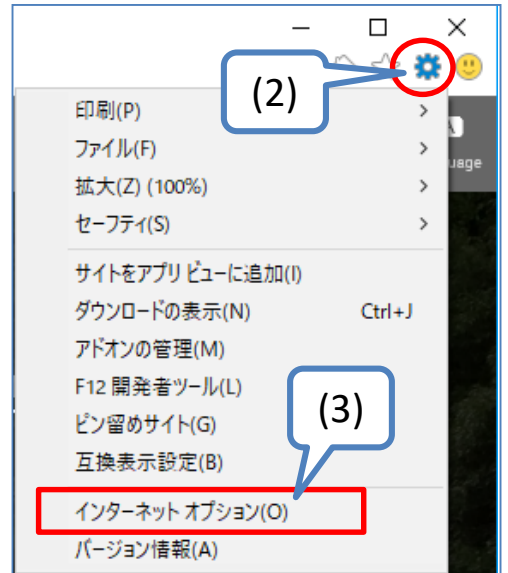 (2)
印刷(P)
ファイル(F)
uage
拡大(Z) (100%)
セーフティ(S)
サイトをアプリ ビューに追加(I)
ダウンロードの表示(N) Ctrl+J
アドオンの管理(M)
F12 開発者ツール(L)
(3)
ピン留めサイト(G)
互換表示設定(B)
インターネット オプション(O)
バージョン情報(A)